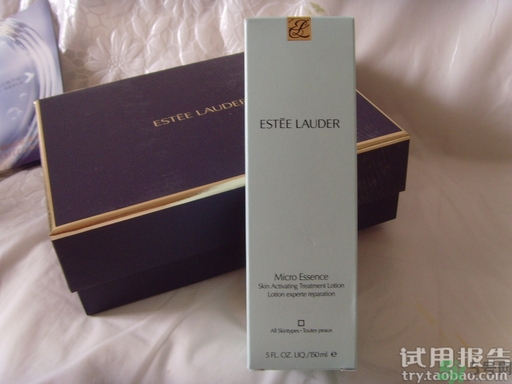 ESTĒE LAUDER
ESTĒE LAUDER
Micro Essence
Skin Activating Treatment Lotion
Lotion experte réparation
All Skintypes • Toutes peaux
5 FL. OZ. LIQ./150 ml ℮
试用报告
try.taobao.com